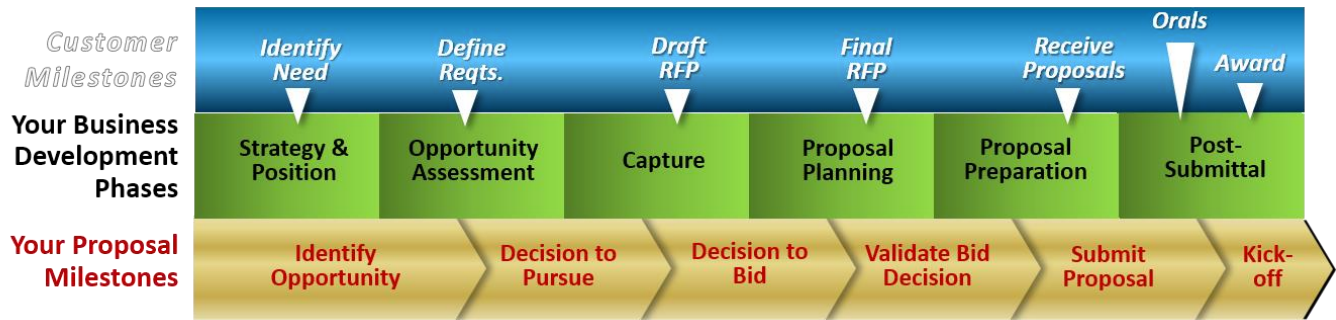 Customer
Milestones
Identify
Need
Define
Reqts.
Draft
RFP
Final
RFP
Receive
Proposals
Orals
Award
Your Business
Development
Phases
Strategy &
Position
Opportunity
Assessment
Capture
Proposal
Planning
Proposal
Preparation
Post-
Submittal
Your Proposal
Milestones
Identify
Opportunity
Decision to
Pursue
Decision to
Bid
Validate Bid
Decision
Submit
Proposal
Kick-
off